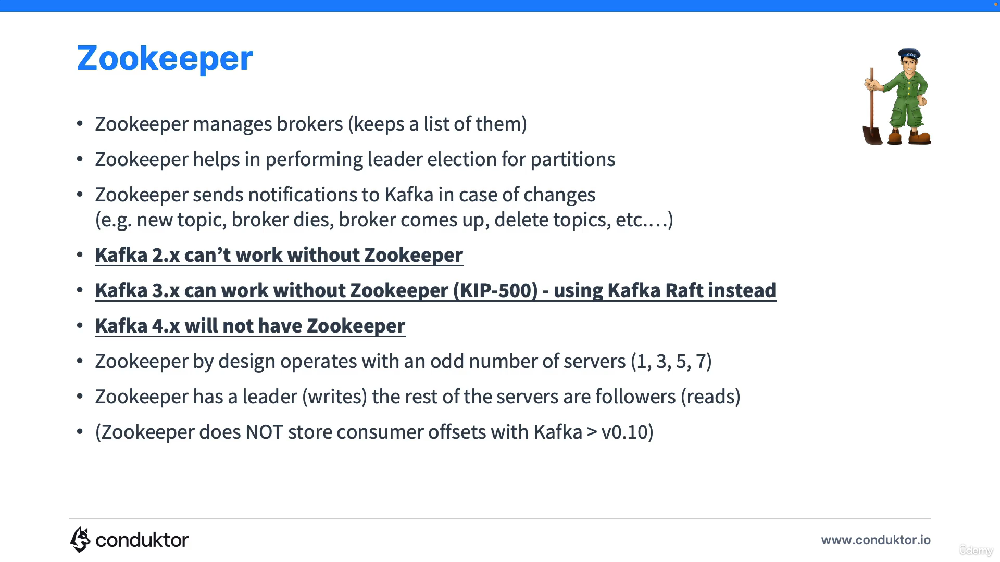 Zookeeper
ZOO
• Zookeeper manages brokers (keeps a list of them)
• Zookeeper helps in performing leader election for partitions
• Zookeeper sends notifications to Kafka in case of changes
(e.g. new topic, broker dies, broker comes up, delete topics, etc.…)
• Kafka 2.x can’t work without Zookeeper
• Kafka 3.x can work without Zookeeper (KIP-500) - using Kafka Raft instead
• Kafka 4.x will not have Zookeeper
• Zookeeper by design operates with an odd number of servers (1, 3, 5, 7)
• Zookeeper has a leader (writes) the rest of the servers are followers (reads)
• (Zookeeper does NOT store consumer offsets with Kafka > v0.10)
conduktor
www.conduktor.io
ûdemy